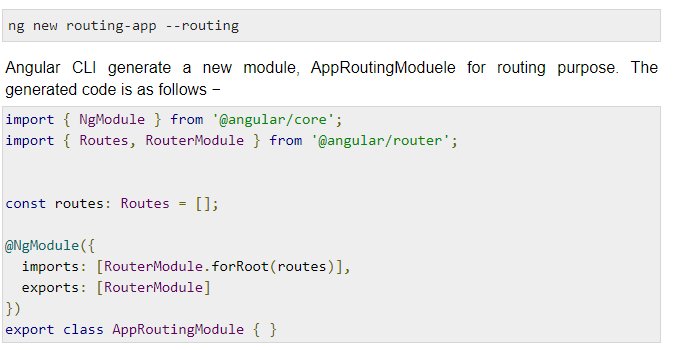 ng new routing-app --routing
Angular CLI generate a new module, AppRoutingModuele for routing purpose. The
generated code is as follows −
import { NgModule } from '@angular/core';
import { Routes, RouterModule } from '@angular/router';
const routes: Routes = [];
@NgModule({
  imports: [RouterModule.forRoot(routes)],
  exports: [RouterModule]
})
export class AppRoutingModule { }